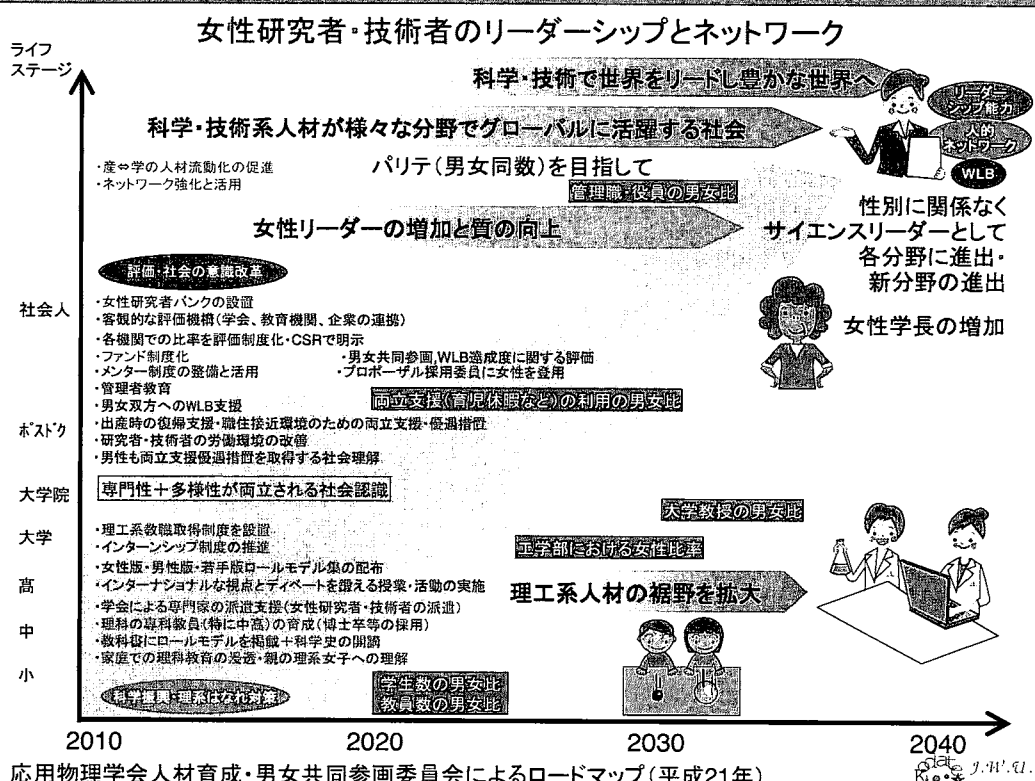 女性研究者・技術者のリーダーシップとネットワーク
ライフ
ステージ
科学・技術で世界をリードし豊かな世界へ
リーダー
シップ能力
科学・技術系人材が様々な分野でグローバルに活躍する社会
人的
ネットワーク
・産⇔学の人材流動化の促進
パリテ(男女同数)を目指して
・ネットワーク強化と活用
WLB
管理職・役員の男女比
女性リーダーの増加と質の向上
性別に関係なく
サイエンスリーダーとして
各分野に進出・
新分野の進出
評価・社会の意識改革
社会人
・女性研究者バンクの設置
・客観的な評価機構(学会、教育機関、企業の連携)
女性学長の増加
・各機関での比率を評価制度化・CSRで明示
・ファンド制度化
・男女共同参画,WLB達成度に関する評価
・メンター制度の整備と活用
・プロポーザル採用委員に女性を登用
・管理者教育
・男女双方へのWLB支援
両立支援(育児休暇など)の利用の男女比
ポスドク
・出産時の復帰支援・職住接近環境のための両立支援・優遇措置
・研究者・技術者の労働環境の改善
・男性も両立支援優遇措置を取得する社会理解
大学院
専門性+多様性が両立される社会認識
大学教授の男女比
大学
・理工系教職取得制度を設置
・インターンシップ制度の推進
工学部における女性比率
・女性版・男性版・若手版ロールモデル集の配布
高
・インターナショナルな視点とディベートを鍛える授業・活動の実施
理工系人材の裾野を拡大
・学会による専門家の派遣支援(女性研究者・技術者の派遣)
中
・理科の専科教員(特に中高)の育成(博士卒等の採用)
・教科書にロールモデルを掲載+科学史の開講
・家庭での理科教育の浸透・親の理系女子への理解
小
科学振興・理系はなれ対策
学生数の男女比
教員数の男女比
2010
2020
2030
2040
応用物理学会人材育成・男女共同参画委員会によるロードマップ(平成21年)
J.W.U